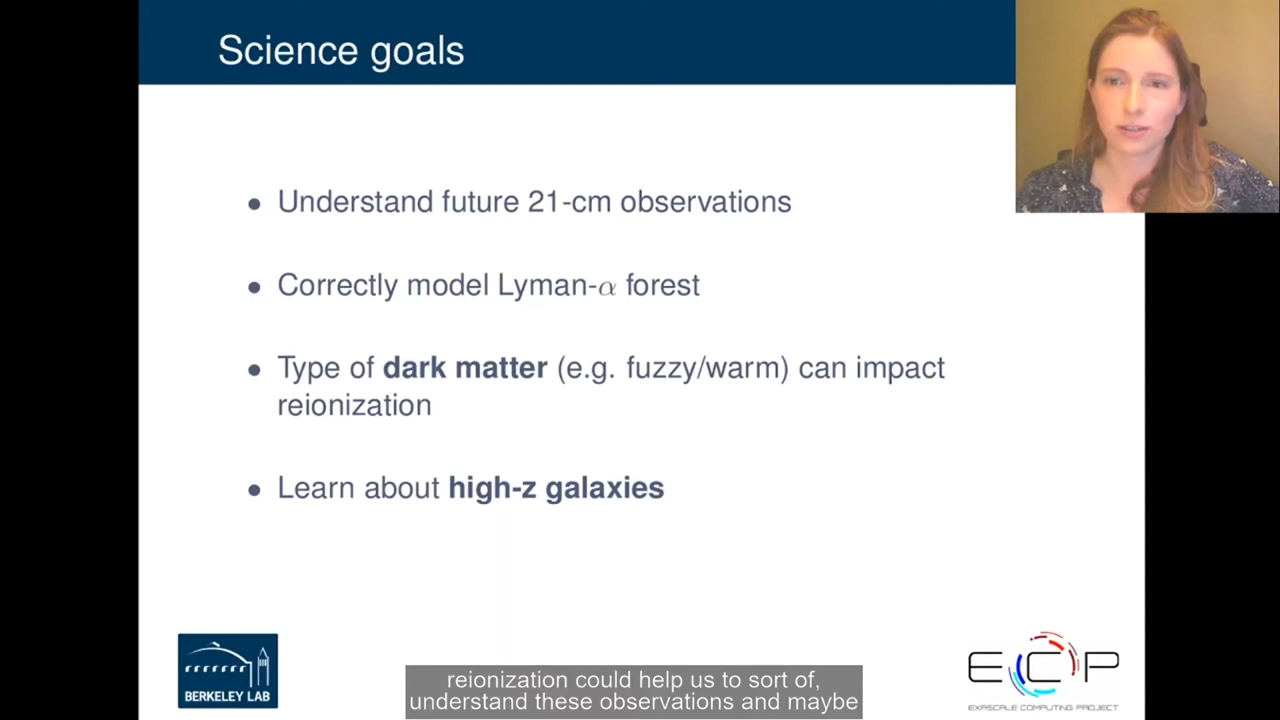 Science goals
• Understand future 21-cm observations
• Correctly model Lyman-α forest
• Type of dark matter (e.g. fuzzy/warm) can impact
reionization
• Learn about high-z galaxies
BERKELEY LAB
ECP
EXASCALE COMPUTING PROJECT
reionization could help us to sort of,
understand these observations and maybe